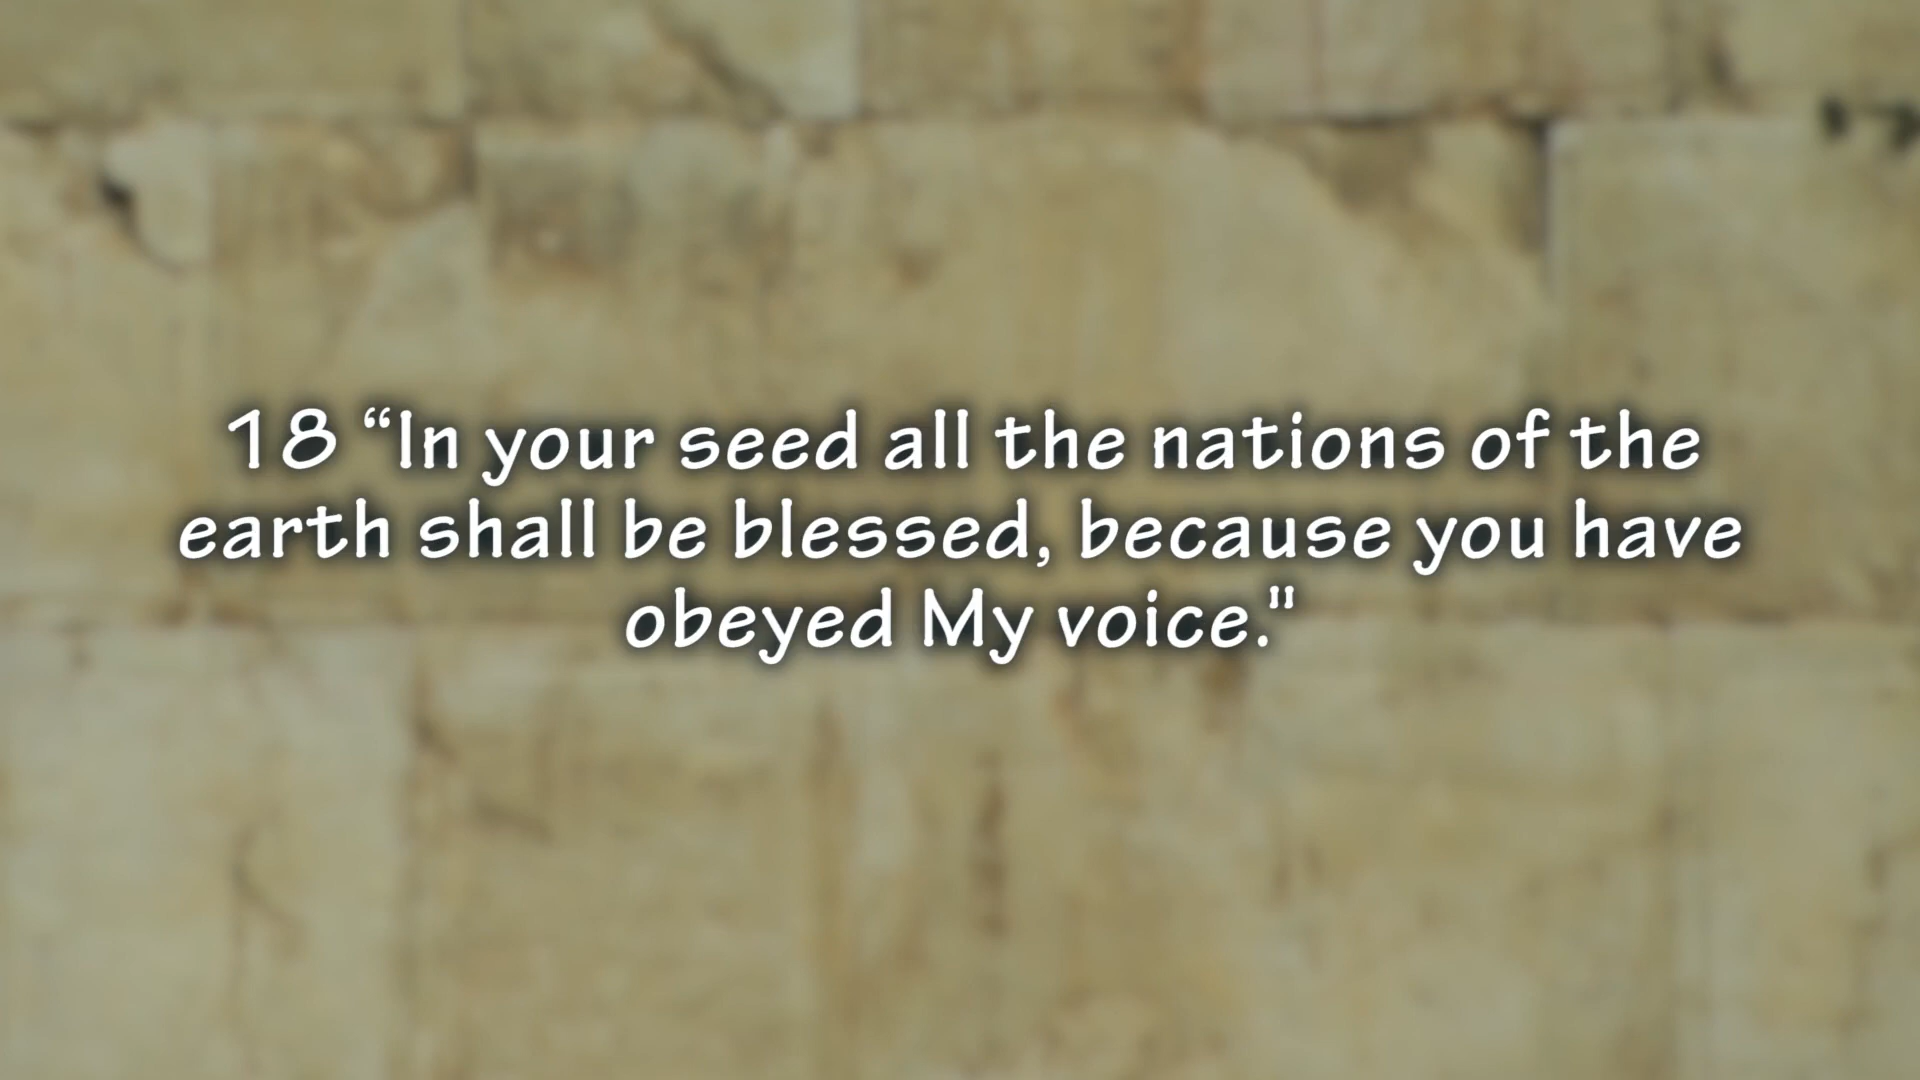 18 “In your seed all the nations of the
earth shall be blessed, because you have
obeyed My voice."